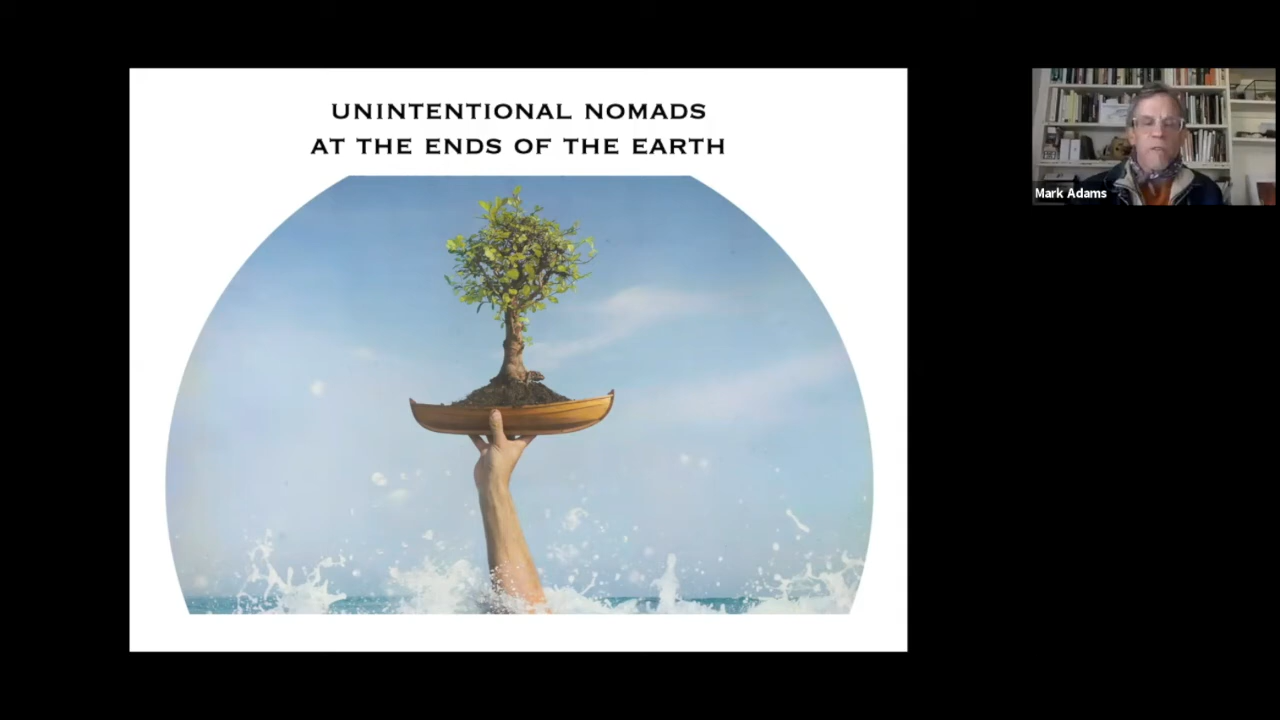 UNINTENTIONAL NOMADS
AT THE ENDS OF THE EARTH
Mark Adams